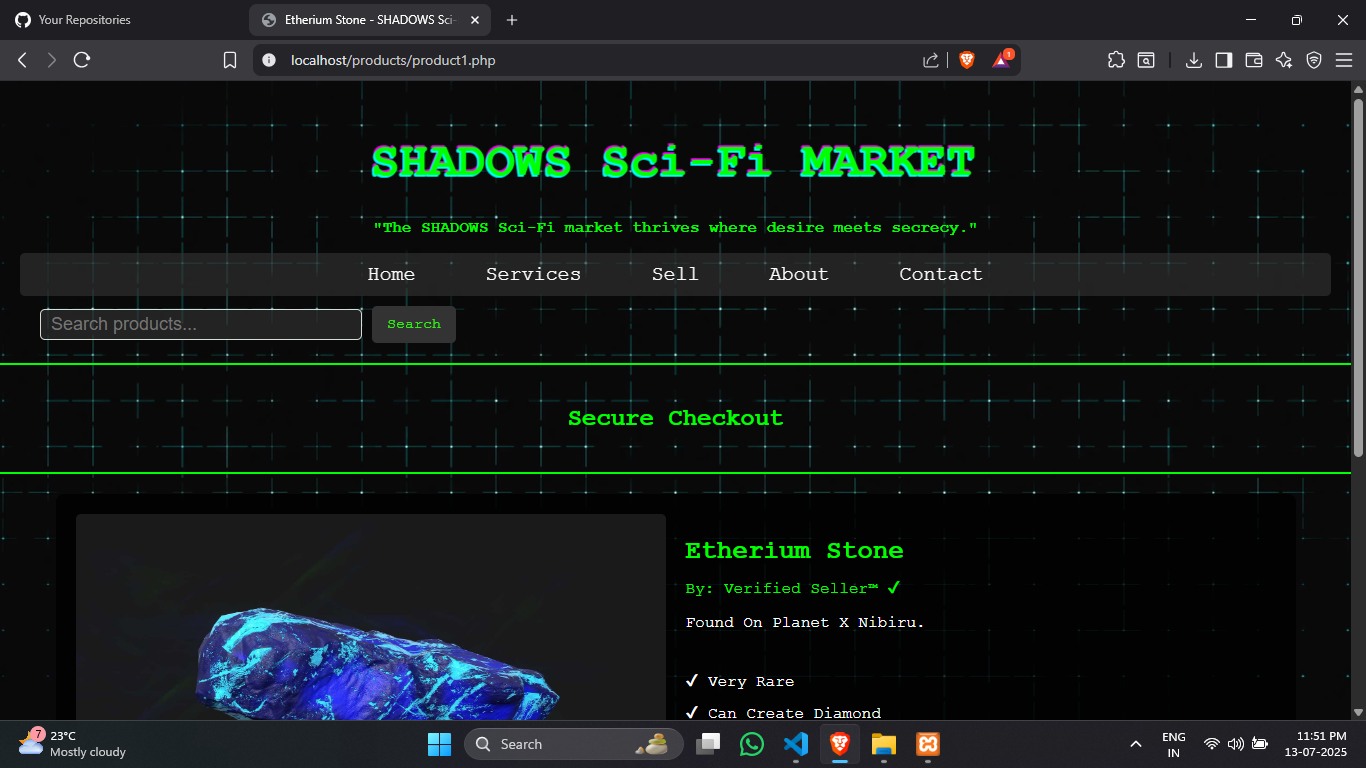 Your Repositories
Etherium Stone - SHADOWS Sci-
localhost/products/product1.php
1
SHADOWS Sci-Fi MARKET
"The SHADOWS Sci-Fi market thrives where desire meets secrecy."
Home Services Sell About Contact
Search products... Search
Secure Checkout
Etherium Stone
By: Verified Seller™ ✓
Found On Planet X Nibiru.
✓ Very Rare
✓ Can Create Diamond
7
23°C
Mostly cloudy
Search
ENG
IN
11:51 PM
13-07-2025